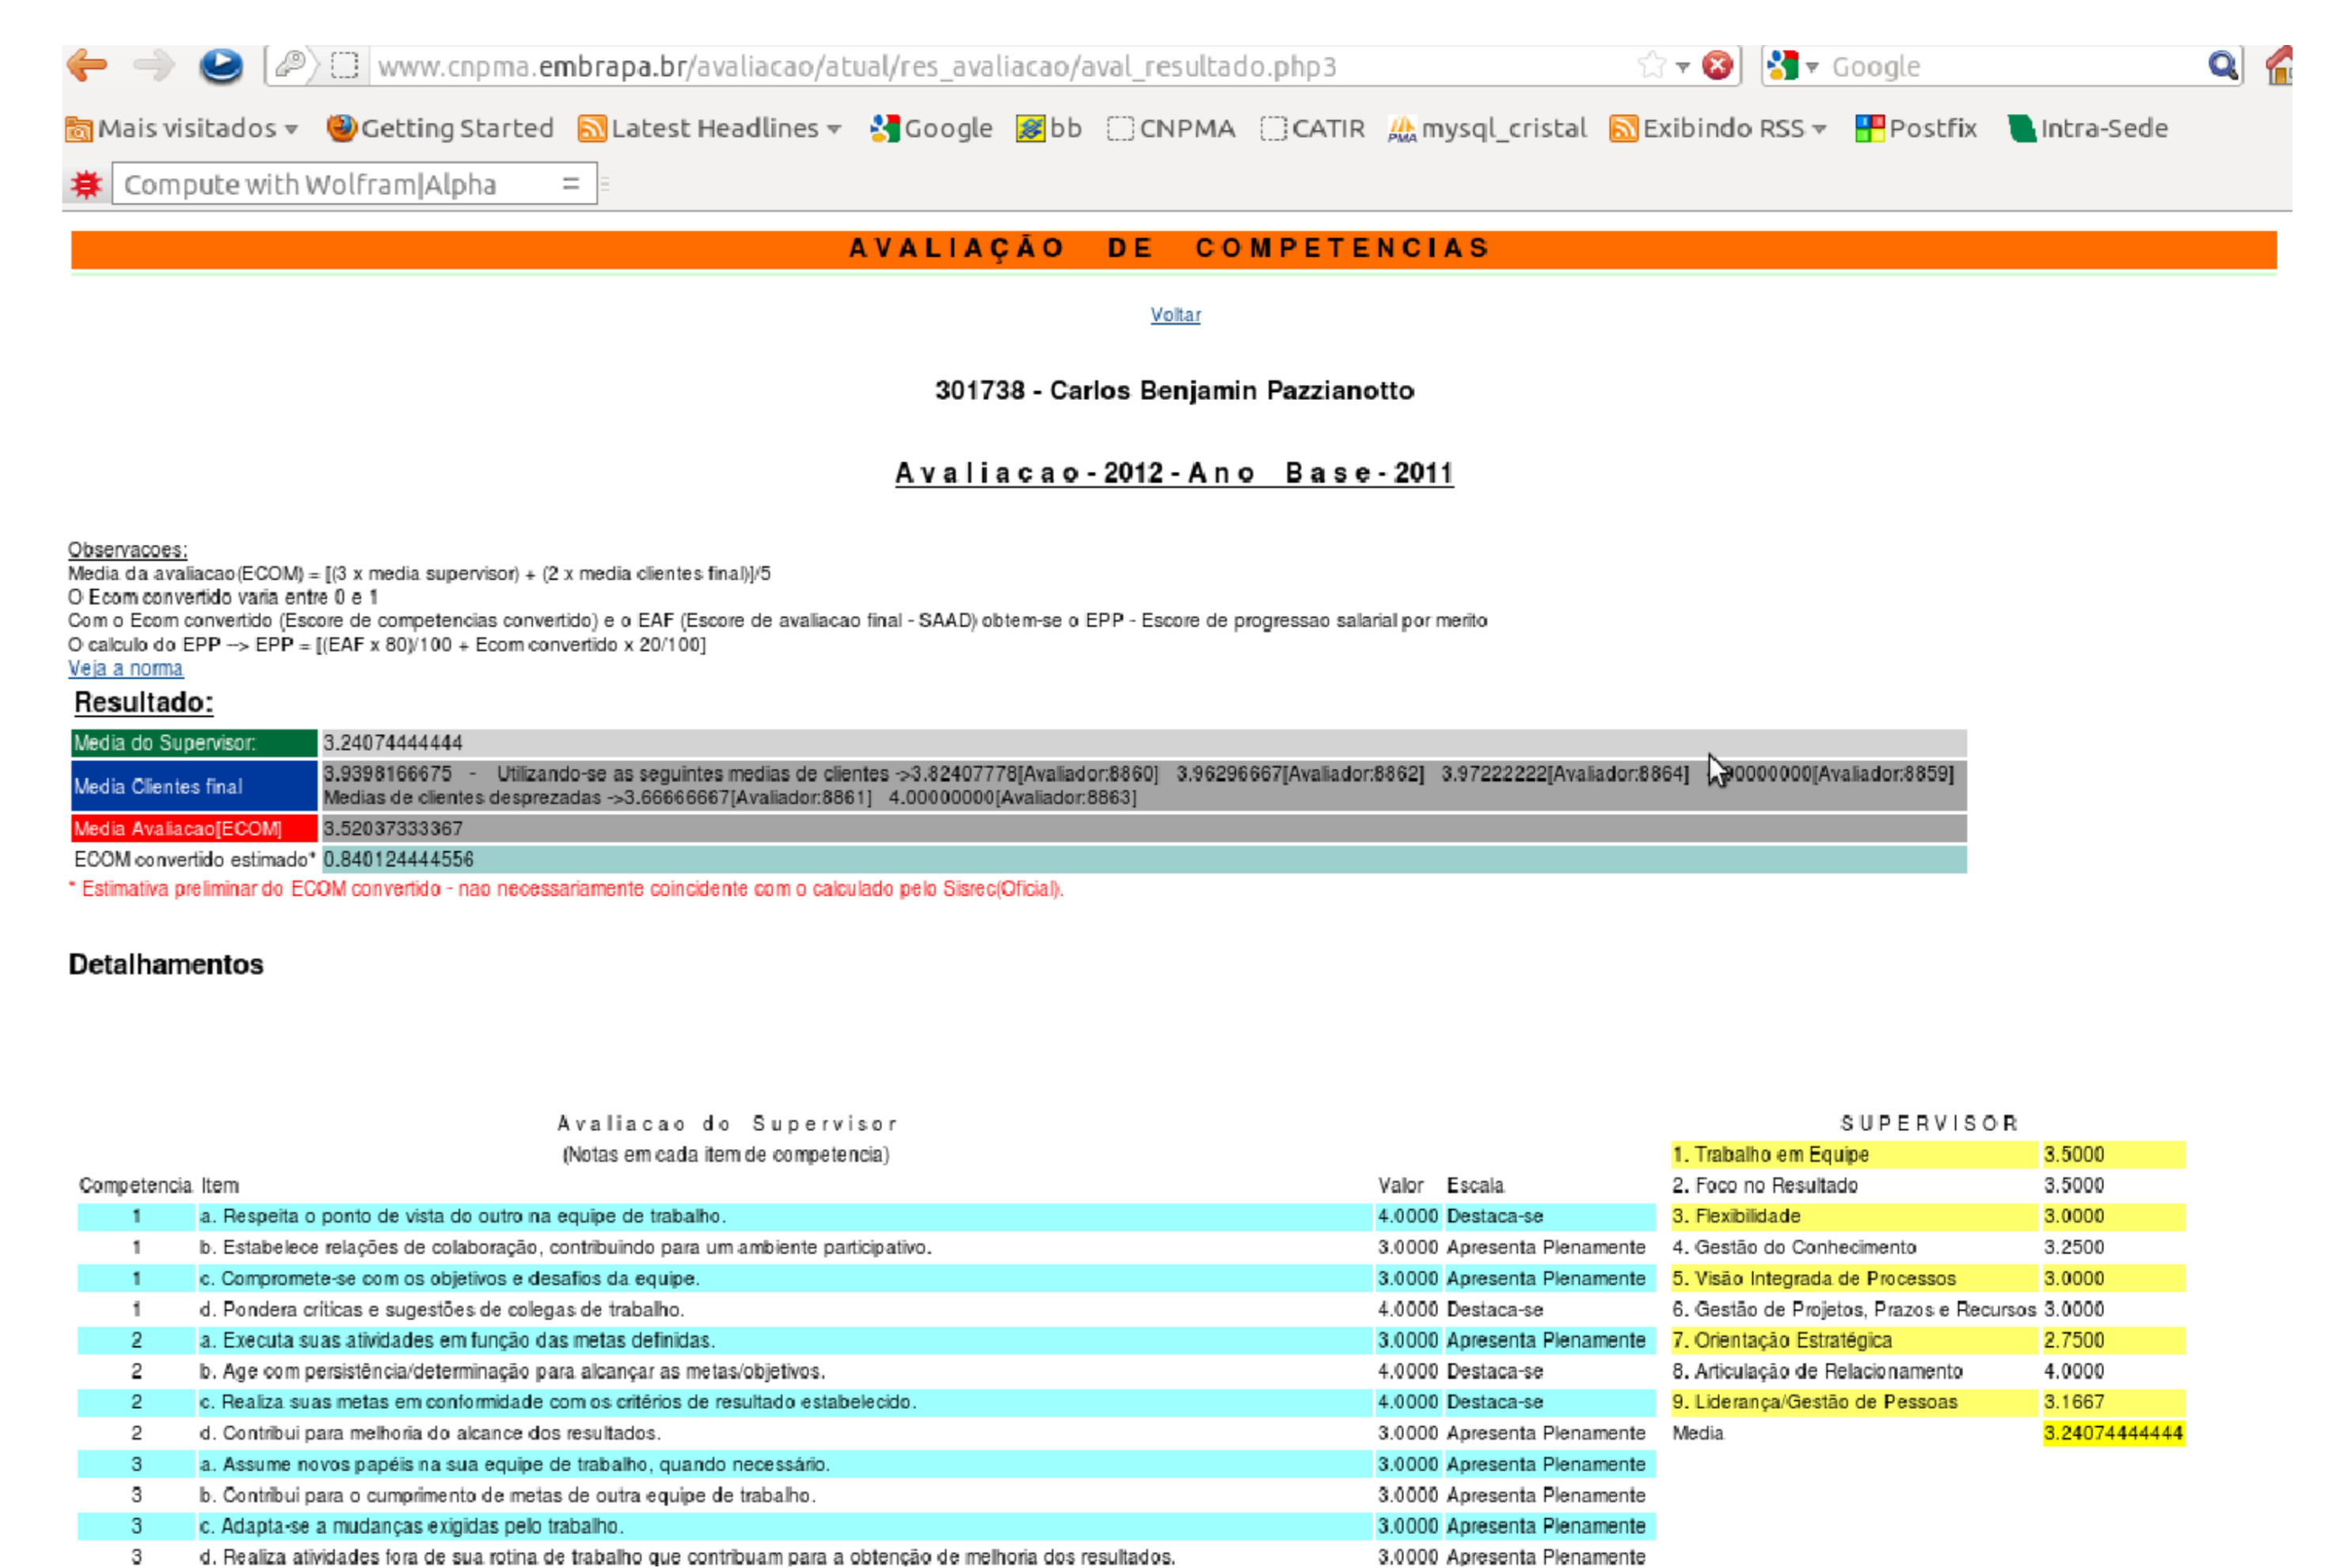 www.cnpma.embrapa.br/avaliacao/atual/res_avaliacao/aval_resultado.php3 Google
Mais visitados Getting Started Latest Headlines Google bb CNPMA CATIR mysql_cristal Exibindo RSS Postfix Intra-Sede
Compute with Wolfram|Alpha =
AVALIAÇÃO DE COMPETENCIAS
Voltar
301738 - Carlos Benjamin Pazzianotto
Avaliacao - 2012 - Ano Base - 2011
Observacoes:
Media da avaliacao(ECOM) = [(3 x media supervisor) + (2 x media clientes final)]/5
O Ecom convertido varia entre 0 e 1
Com o Ecom convertido (Escore de competencias convertido) e o EAF (Escore de avaliacao final - SAAD) obtem-se o EPP - Escore de progressao salarial por merito
O calculo do EPP --> EPP = [(EAF x 80)/100 + Ecom convertido x 20/100]
Veja a norma
Resultado:
Media do Supervisor: 3.24074444444
Media Clientes final 3.9398166675 - Utilizando-se as seguintes medias de clientes ->3.82407778[Avaliador:8860] 3.96296667[Avaliador:8862] 3.97222222[Avaliador:8864] 0000000[Avaliador:8859]
Medias de clientes desprezadas ->3.66666667[Avaliador:8861] 4.00000000[Avaliador:8863]
Media Avaliacao[ECOM] 3.52037333367
ECOM convertido estimado* 0.840124444556
* Estimativa preliminar do ECOM convertido - nao necessariamente coincidente com o calculado pelo Sisrec(Oficial).
Detalhamentos
Avaliacao do Supervisor
(Notas em cada item de competencia)
Competencia Item Valor Escala
1 a. Respeita o ponto de vista do outro na equipe de trabalho. 4.0000 Destaca-se
1 b. Estabelece relações de colaboração, contribuindo para um ambiente participativo. 3.0000 Apresenta Plenamente
1 c. Compromete-se com os objetivos e desafios da equipe. 3.0000 Apresenta Plenamente
1 d. Pondera críticas e sugestões de colegas de trabalho. 4.0000 Destaca-se
2 a. Executa suas atividades em função das metas definidas. 3.0000 Apresenta Plenamente
2 b. Age com persistência/determinação para alcançar as metas/objetivos. 4.0000 Destaca-se
2 c. Realiza suas metas em conformidade com os critérios de resultado estabelecido. 4.0000 Destaca-se
2 d. Contribui para melhoria do alcance dos resultados. 3.0000 Apresenta Plenamente
3 a. Assume novos papéis na sua equipe de trabalho, quando necessário. 3.0000 Apresenta Plenamente
3 b. Contribui para o cumprimento de metas de outra equipe de trabalho. 3.0000 Apresenta Plenamente
3 c. Adapta-se a mudanças exigidas pelo trabalho. 3.0000 Apresenta Plenamente
3 d. Realiza atividades fora de sua rotina de trabalho que contribuam para a obtenção de melhoria dos resultados. 3.0000 Apresenta Plenamente
SUPERVISOR
1. Trabalho em Equipe 3.5000
2. Foco no Resultado 3.5000
3. Flexibilidade 3.0000
4. Gestão do Conhecimento 3.2500
5. Visão Integrada de Processos 3.0000
6. Gestão de Projetos, Prazos e Recursos 3.0000
7. Orientação Estratégica 2.7500
8. Articulação de Relacionamento 4.0000
9. Liderança/Gestão de Pessoas 3.1667
Media 3.24074444444